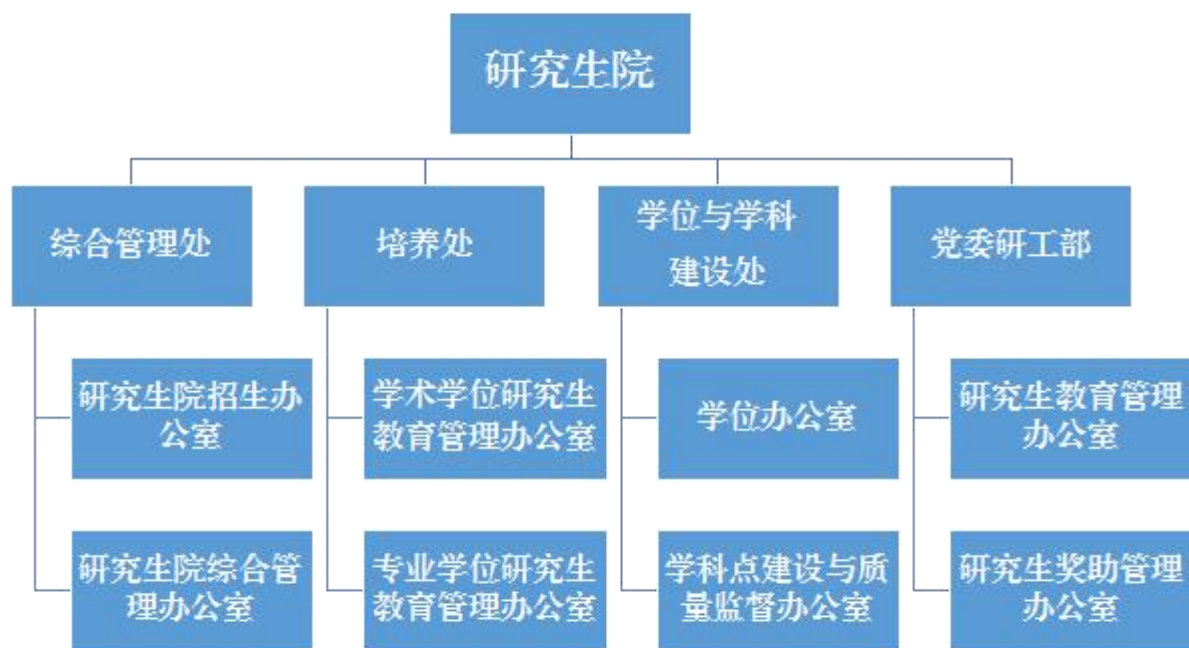 研究生院
综合管理处
培养处
学位与学科
建设处
党委研工部
研究生院招生办
公室
学术学位研究生
教育管理办公室
学位办公室
研究生教育管理
办公室
研究生院综合管
理办公室
专业学位研究生
教育管理办公室
学科点建设与质
量监督办公室
研究生奖助管理
办公室